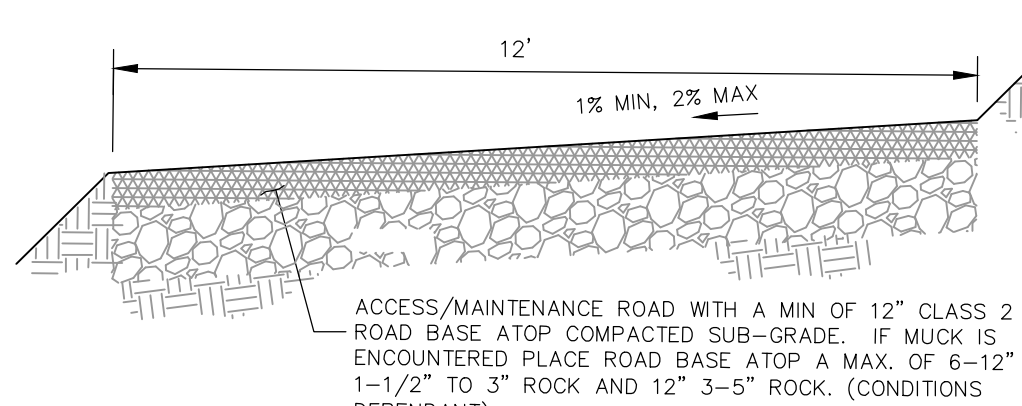 12'
1% MIN, 2% MAX
ACCESS/MAINTENANCE ROAD WITH A MIN OF 12" CLASS 2
ROAD BASE ATOP COMPACTED SUB-GRADE. IF MUCK IS
ENCOUNTERED PLACE ROAD BASE ATOP A MAX. OF 6-12"
1-1/2" TO 3" ROCK AND 12" 3-5" ROCK. (CONDITIONS
DEPENDANT)